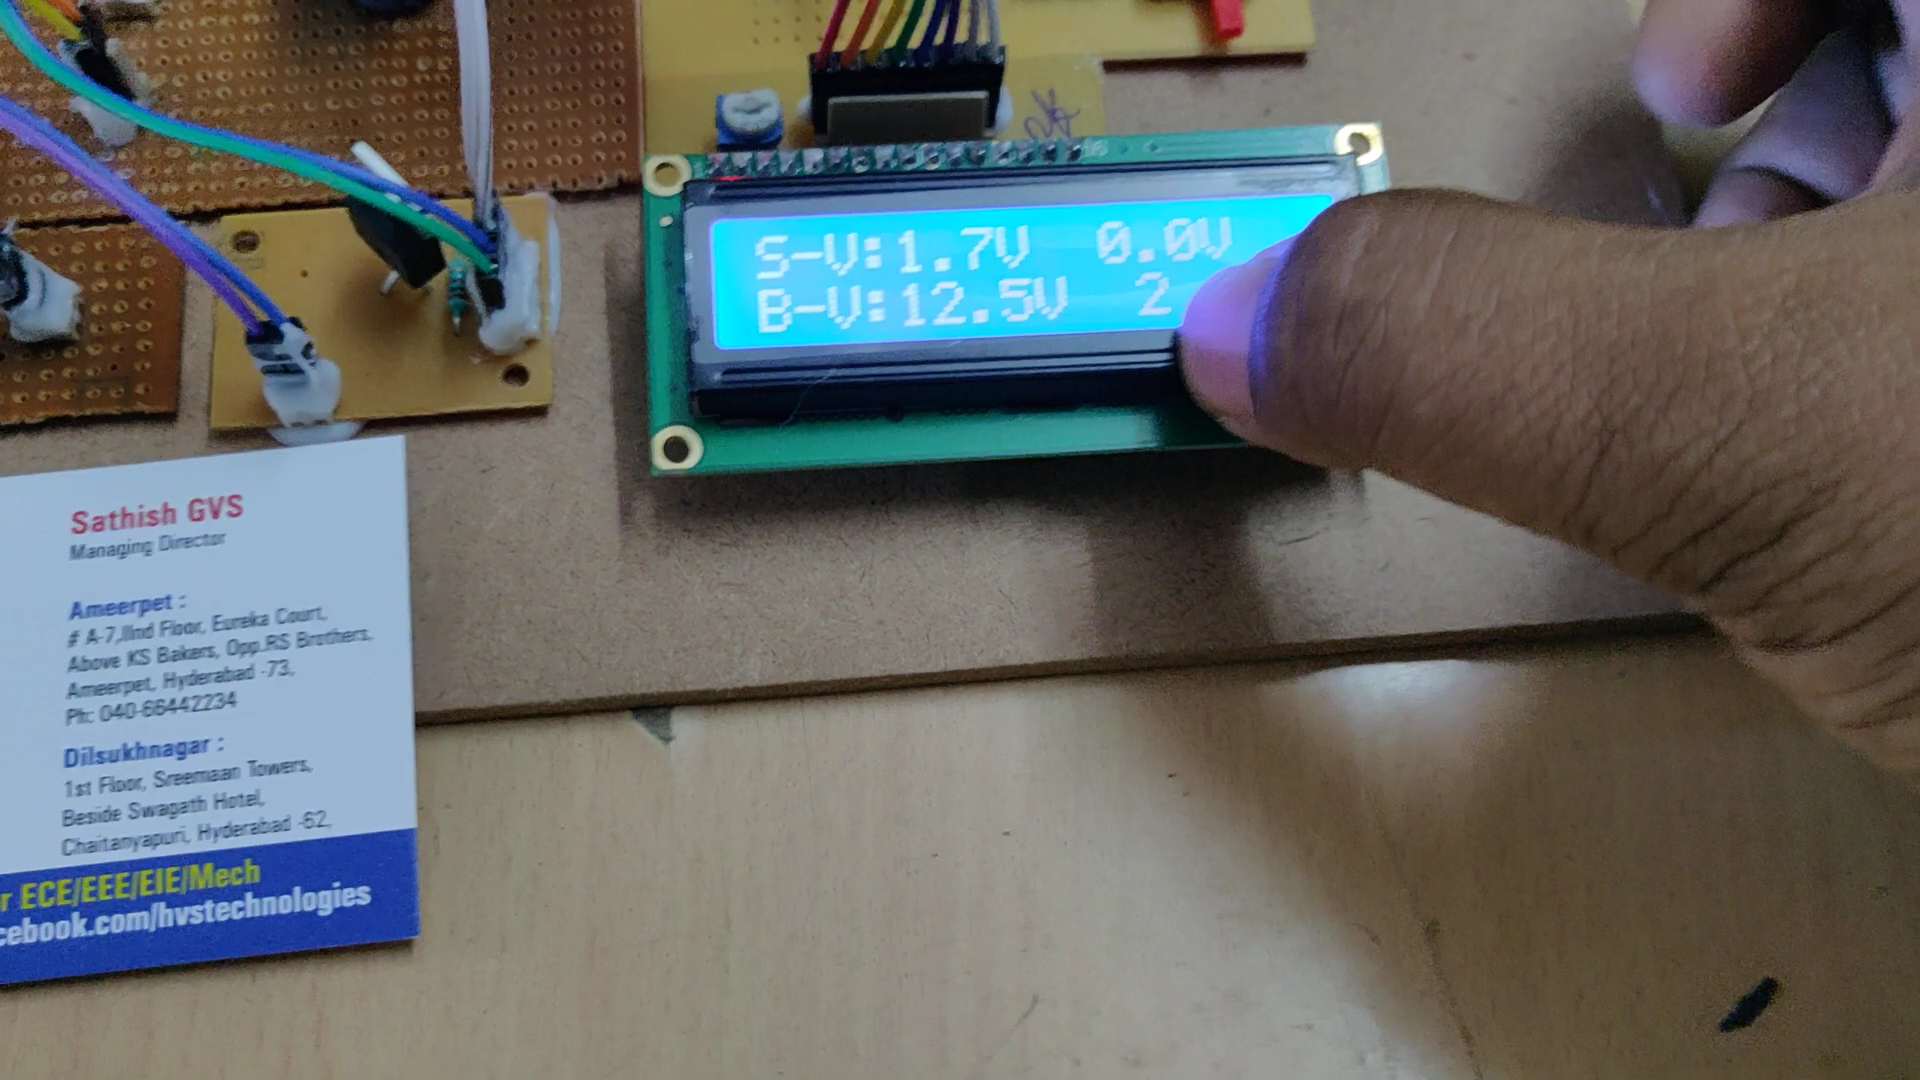 S-V:1.7V 0.0V
B-V:12.5V 2
Sathish GVS
Managing Director
Ameerpet :
# A-7,IInd Floor, Eureka Court,
Above KS Bakers, Opp.RS Brothers,
Ameerpet, Hyderabad -73,
Ph: 040-66442234
Dilsukhnagar :
1st Floor, Sreemaan Towers,
Beside Swagath Hotel,
Chaitanyapuri, Hyderabad -62,
r ECE/EEE/EIE/Mech
cebook.com/hvstechnologies